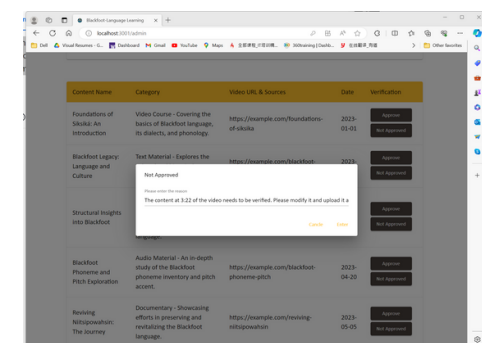 Blackfoot Language Learning
localhost:3001/admin
Dell
Visual Resumes - G...
Dashboard
Gmail
YouTube
Maps
Other favorites
Content Name Category Video URL & Sources Date Verification
Foundations of Siksiká: An Introduction
Video Course - Covering the basics of Blackfoot language, its dialects, and phonology.
https://example.com/foundations-of-siksika
2023-01-01
Approve
Not Approved
Blackfoot Legacy: Language and Culture
Text Material - Explores the
https://example.com/blackfoot-
2023-
Approve
Not Approved
Not Approved
Please enter the reason
The content at 3:22 of the video needs to be verified. Please modify it and upload it a
Structural Insights into Blackfoot
language.
Approve
Not Approved
Blackfoot Phoneme and Pitch Exploration
Audio Material - An in-depth study of the Blackfoot phoneme inventory and pitch accent.
https://example.com/blackfoot-phoneme-pitch
2023-04-20
Approve
Not Approved
Reviving Niitsipowahsin: The Journey
Documentary - Showcasing efforts in preserving and revitalizing the Blackfoot language.
https://example.com/reviving-niitsipowahsin
2023-05-05
Approve
Not Approved